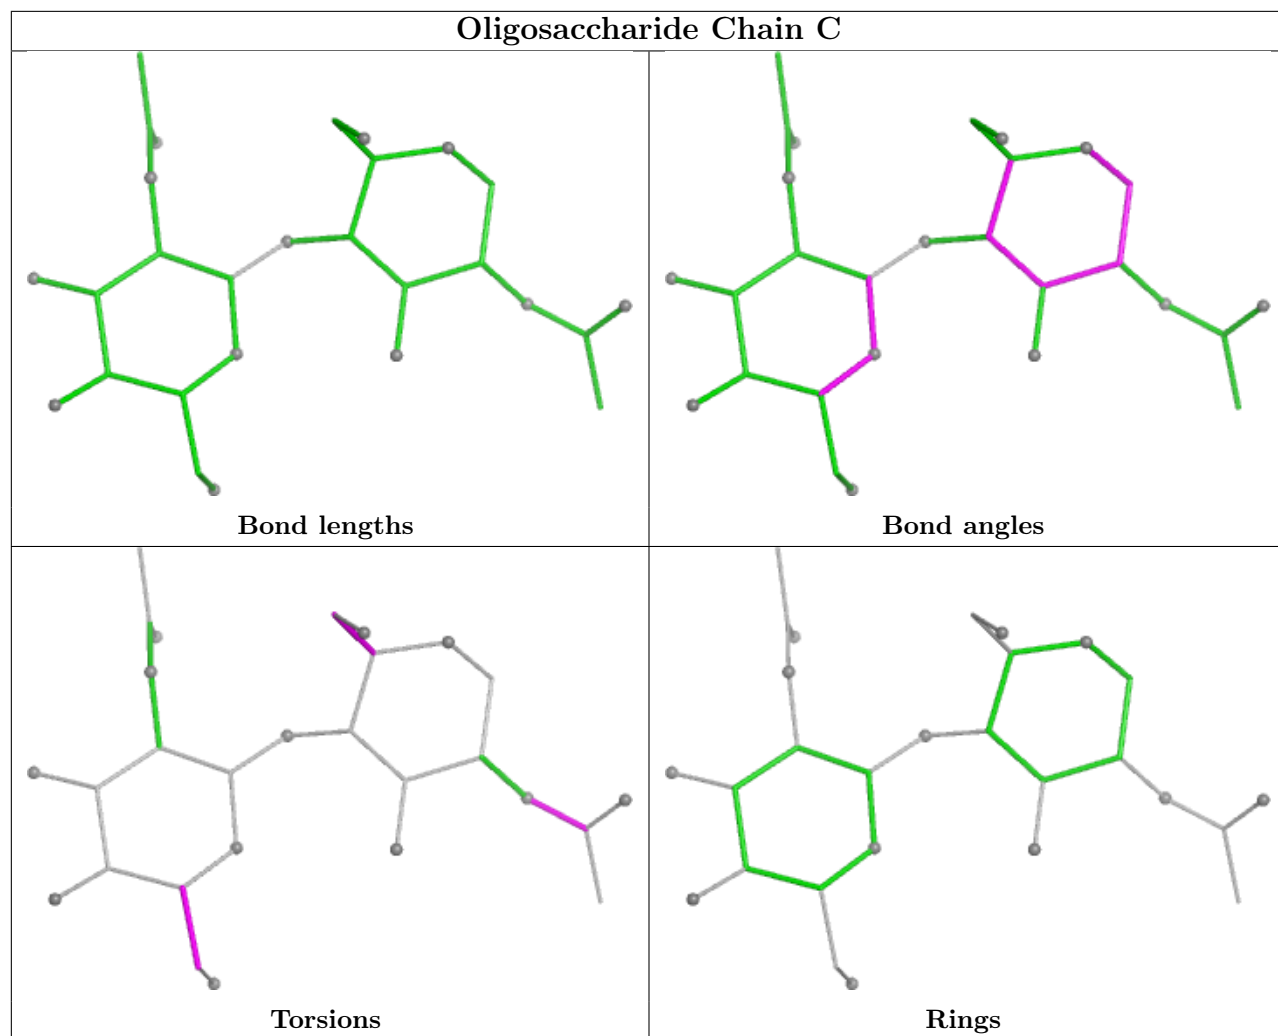 Oligosaccharide Chain C
Bond lengths
Bond angles
Torsions
Rings